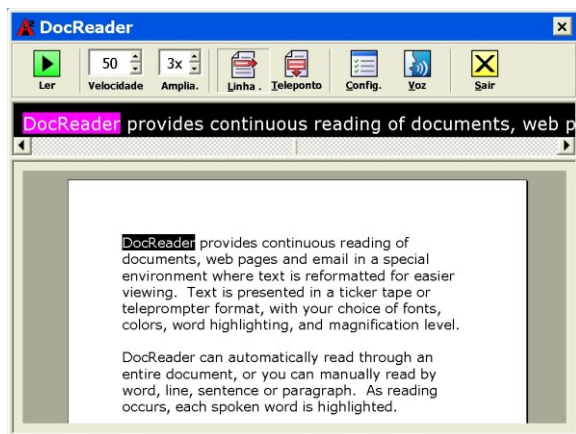 DocReader
50 3x
Ler Velocidade Amplia. Linha . Teleponto Config. Voz Sair
DocReader provides continuous reading of documents, web p
DocReader provides continuous reading of
documents, web pages and email in a special
environment where text is reformatted for easier
viewing. Text is presented in a ticker tape or
teleprompter format, with your choice of fonts,
colors, word highlighting, and magnification level.
DocReader can automatically read through an
entire document, or you can manually read by
word, line, sentence or paragraph. As reading
occurs, each spoken word is highlighted.